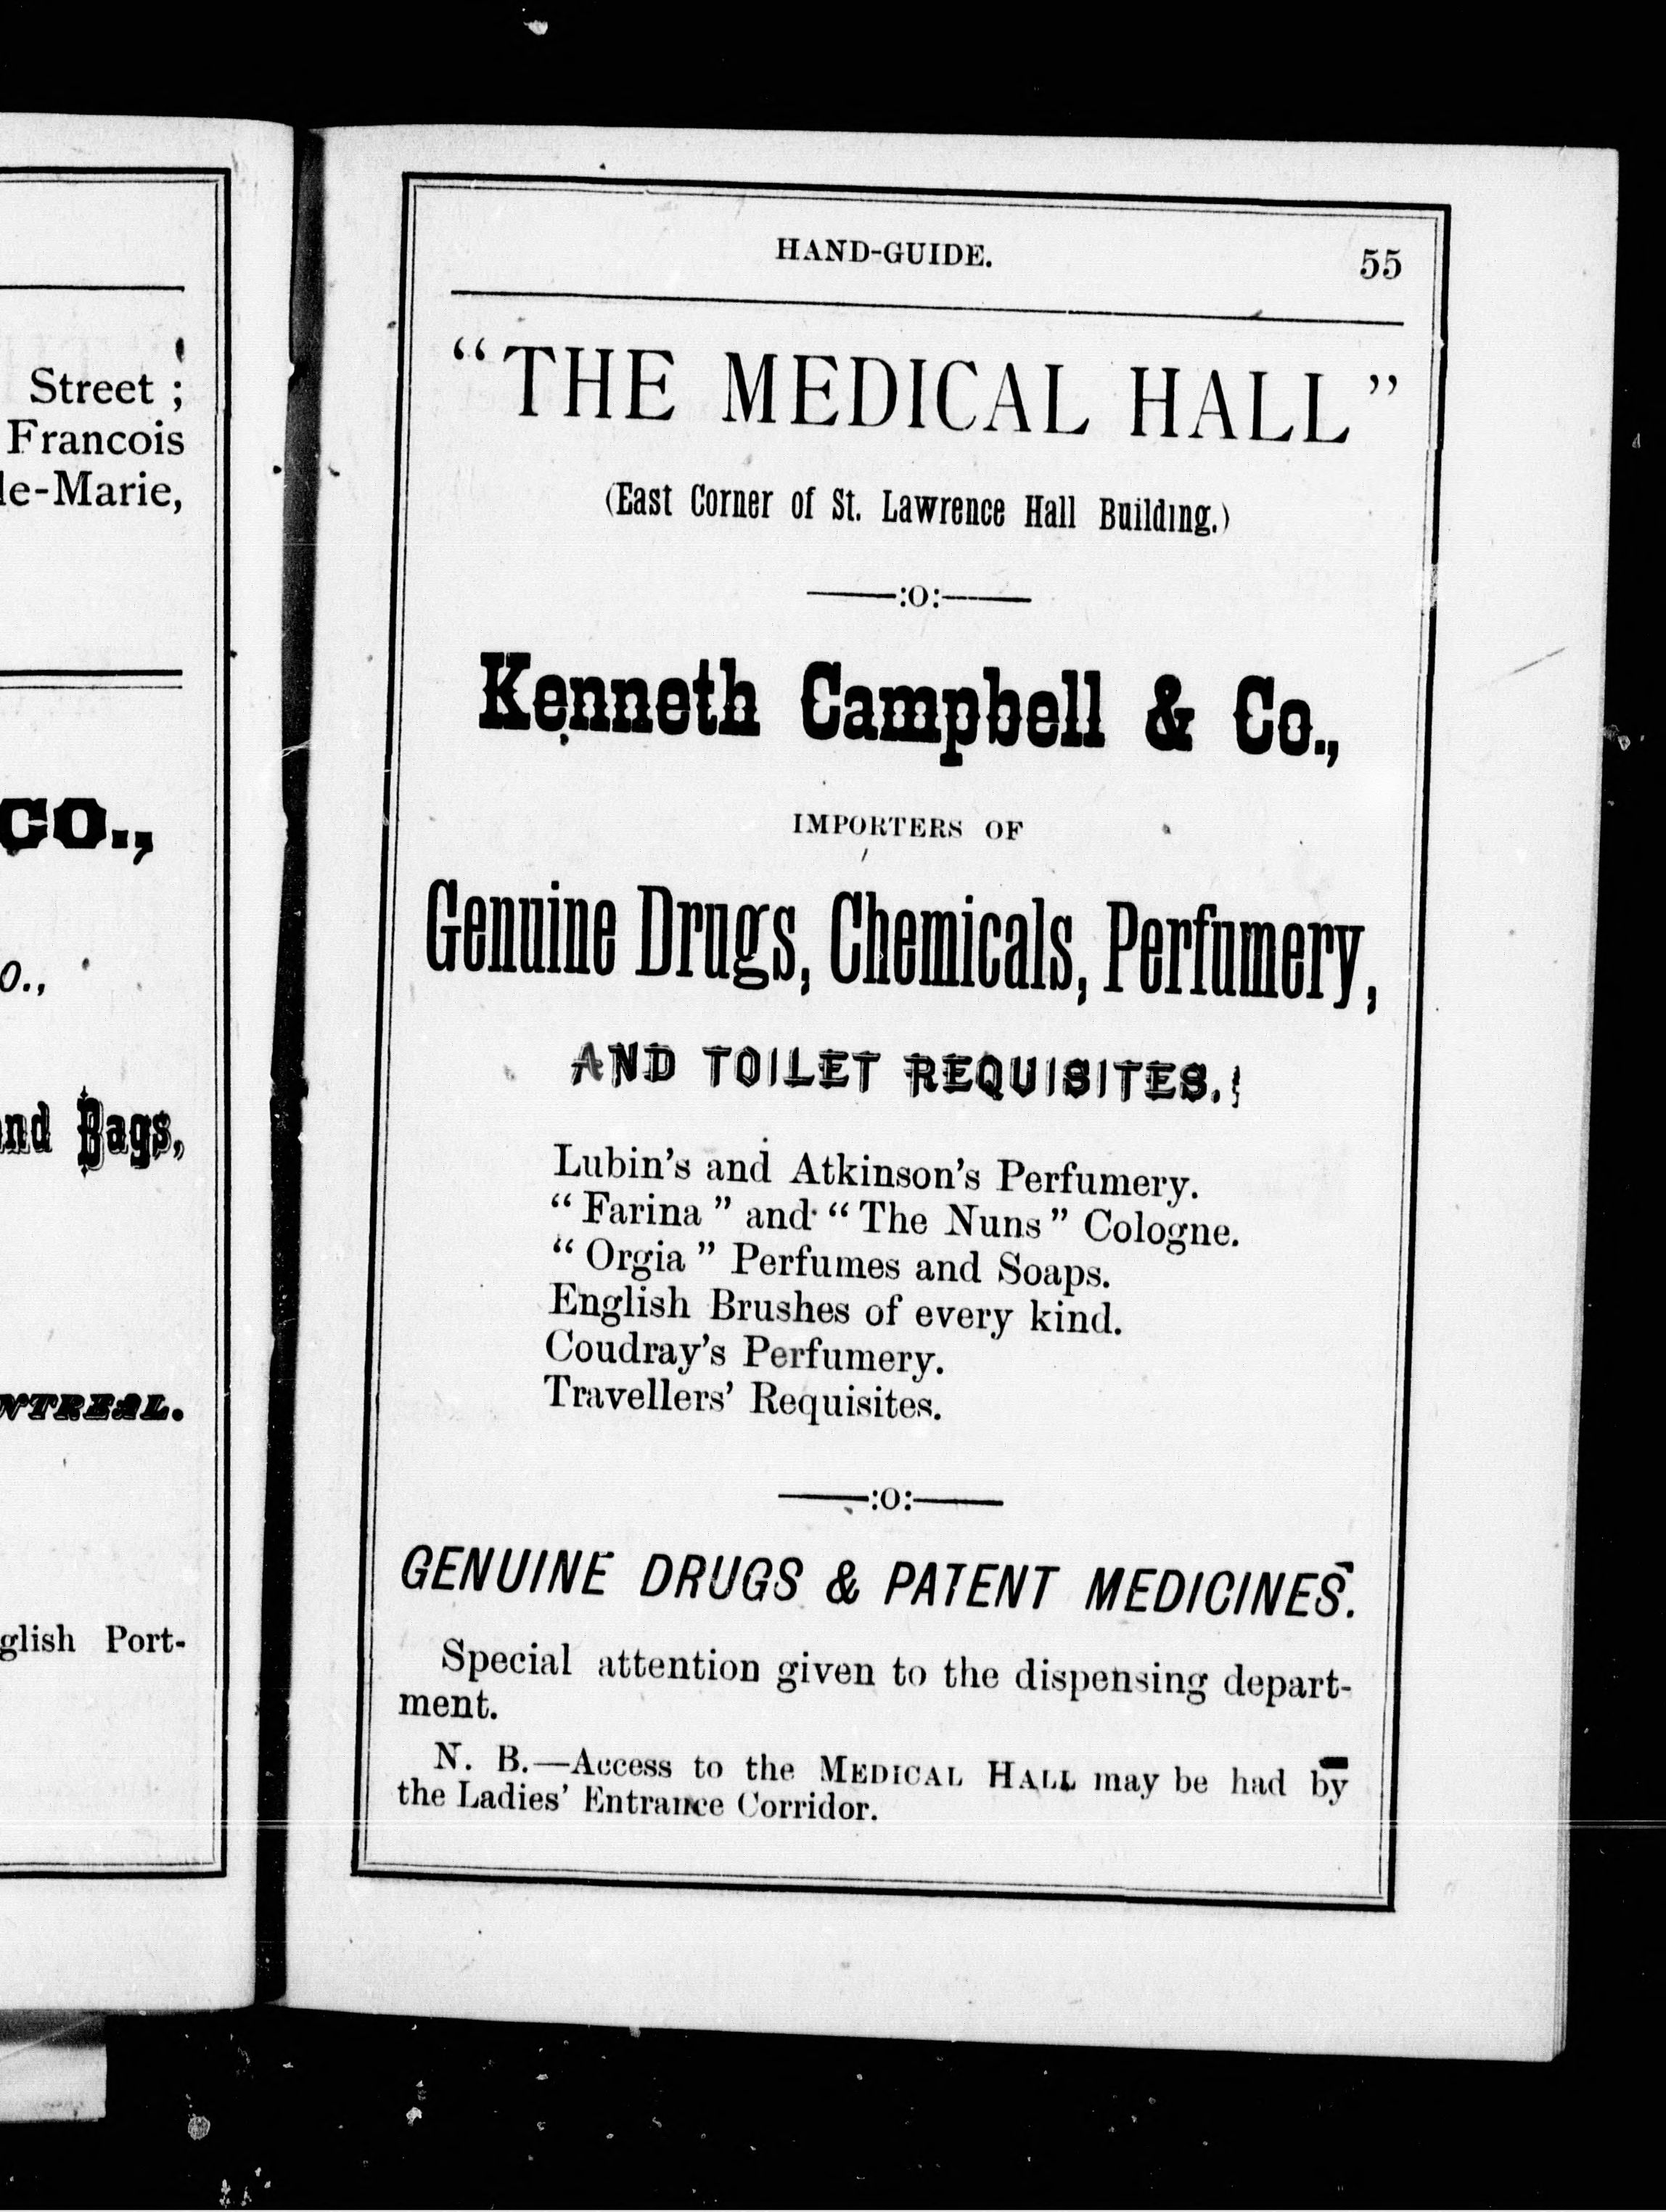 Street ;
Francois
le-Marie,
CO.,
O.,
and Bags,
NTREAL.
glish Port-
HAND-GUIDE. 55
“THE MEDICAL HALL”
(East Corner of St. Lawrence Hall Building.)
:o:
Kenneth Campbell & Co.,
IMPORTERS OF
Genuine Drugs, Chemicals, Perfumery,
AND TOILET REQUISITES.
Lubin’s and Atkinson’s Perfumery.
“Farina” and “The Nuns” Cologne.
“Orgia” Perfumes and Soaps.
English Brushes of every kind.
Coudray’s Perfumery.
Travellers’ Requisites.
:o:
GENUINE DRUGS & PATENT MEDICINES.
Special attention given to the dispensing depart-
ment.
N. B.—Access to the MEDICAL HALL may be had by
the Ladies’ Entrance Corridor.